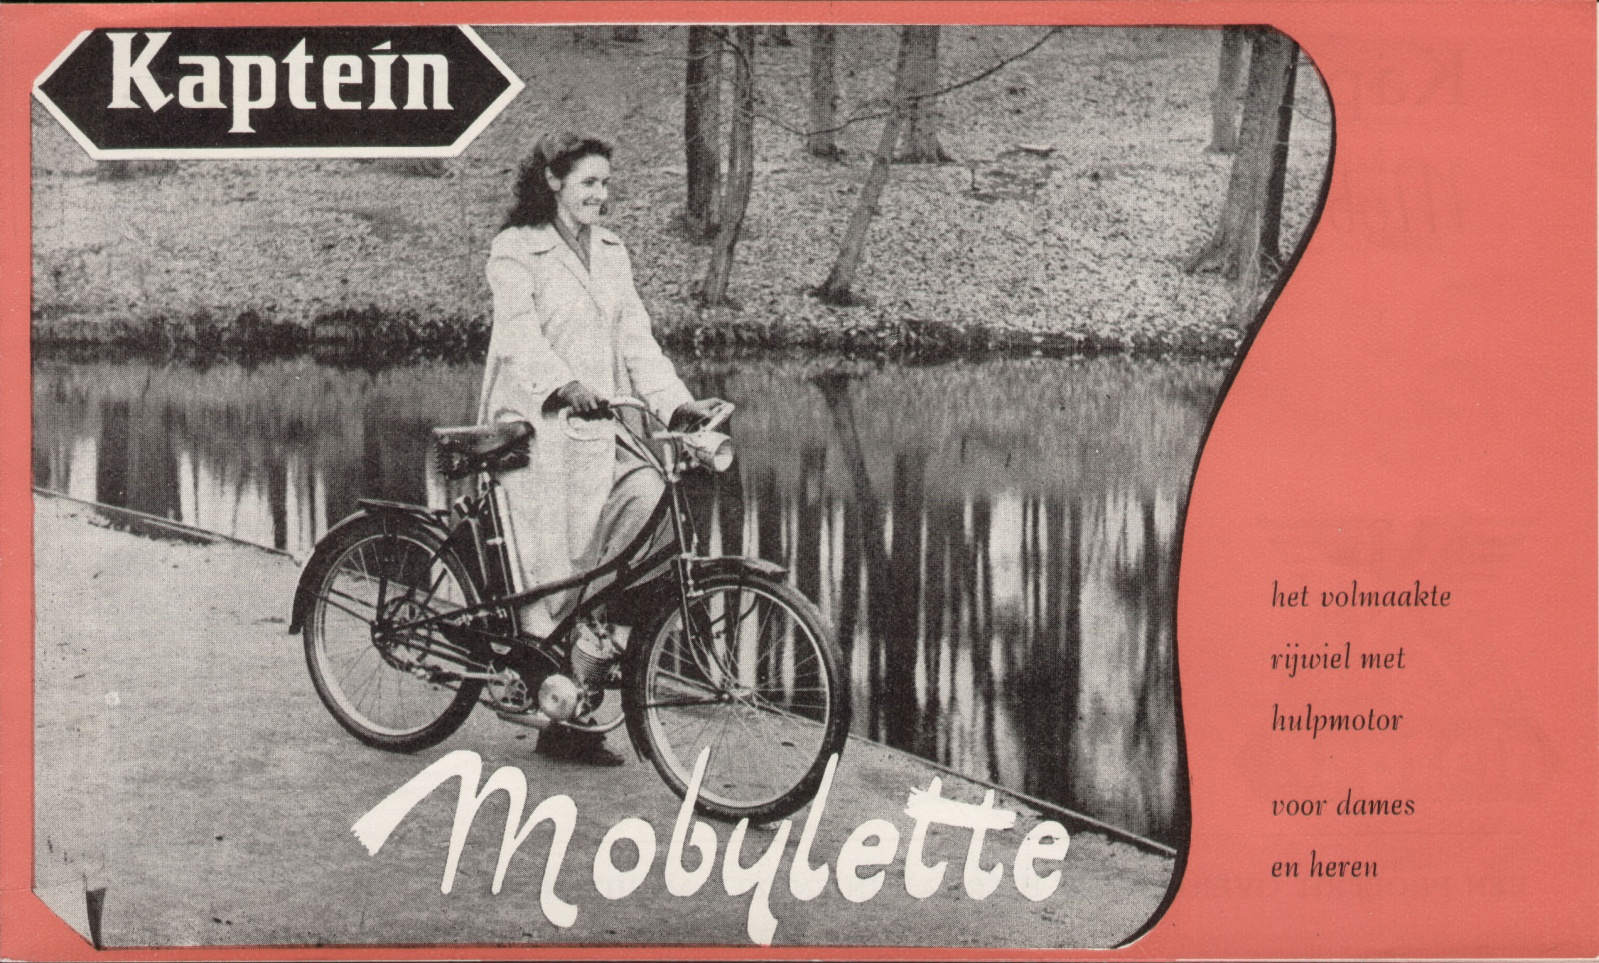 Kaptein
Mobylette
het volmaakte
rijwiel met
hulpmotor
voor dames
en heren